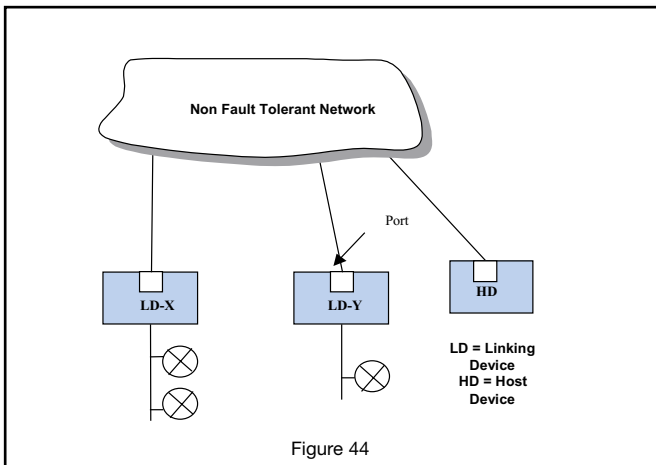 Non Fault Tolerant Network
Port
LD-X
LD-Y
HD
LD = Linking
Device
HD = Host
Device
Figure 44